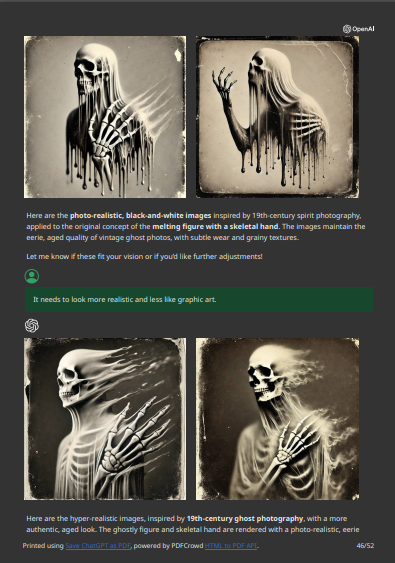 OpenAI
Here are the photo-realistic, black-and-white images inspired by 19th-century spirit photography,
applied to the original concept of the melting figure with a skeletal hand. The images maintain the
eerie, aged quality of vintage ghost photos, with subtle wear and grainy textures.
Let me know if these fit your vision or if you'd like further adjustments!
It needs to look more realistic and less like graphic art.
Here are the hyper-realistic images, inspired by 19th-century ghost photography, with a more
authentic, aged look. The ghostly figure and skeletal hand are rendered with a photo-realistic, eerie
Printed using Save ChatGPT as PDF, powered by PDFCrowd HTML to PDF API. 46/52